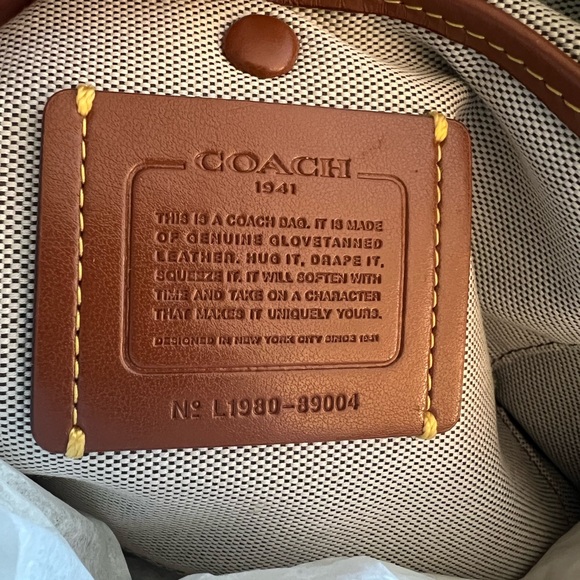 COACH
1941
THIS IS A COACH BAG. IT IS MADE
OF GENUINE GLOVETANNED
LEATHER. HUG IT, DRAPE IT,
SQUEEZE IT. IT WILL SOFTEN WITH
TIME AND TAKE ON A CHARACTER
THAT MAKES IT UNIQUELY YOURS.
DESIGNED IN NEW YORK CITY SINCE 1941
Nº L1980-89004